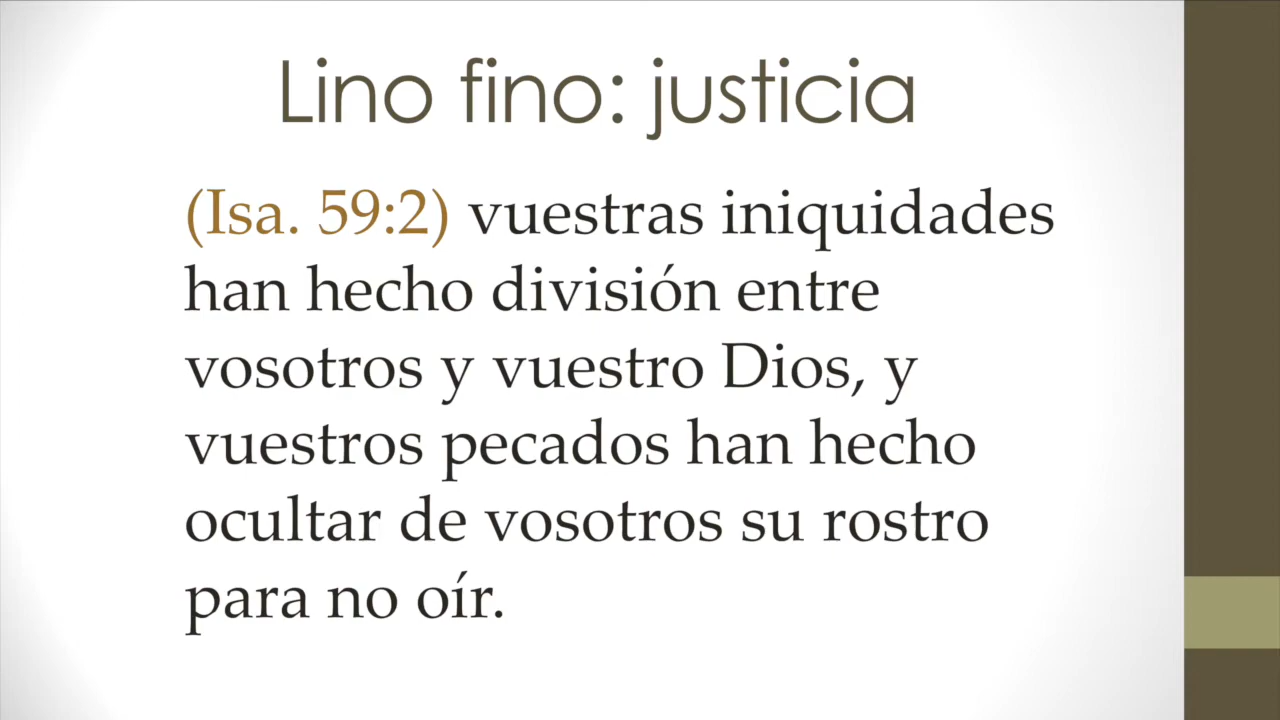 Lino fino: justicia
(Isa. 59:2) vuestras iniquidades
han hecho división entre
vosotros y vuestro Dios, y
vuestros pecados han hecho
ocultar de vosotros su rostro
para no oír.